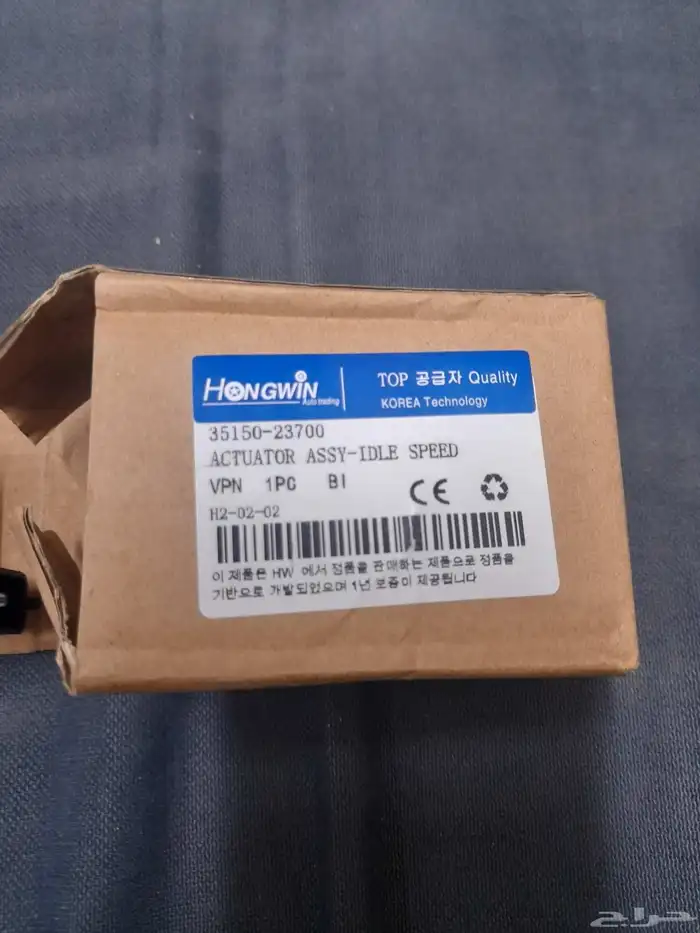 HONGWIN
Auto trading
TOP 공급자 Quality
KOREA Technology
35150-23700
ACTUATOR ASSY-IDLE SPEED
VPN 1PC BI
CE
H2-02-02
이 제품은 HW 에서 정품을 판매하는 제품으로 정품을
기반으로 개발되었으며 1년 보증이 제공됩니다
حراج